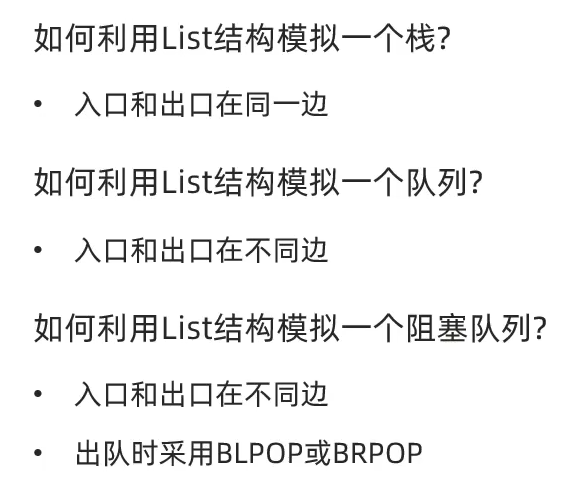 如何利用List结构模拟一个栈?
• 入口和出口在同一边
如何利用List结构模拟一个队列?
• 入口和出口在不同边
如何利用List结构模拟一个阻塞队列?
• 入口和出口在不同边
• 出队时采用BLPOP或BRPOP